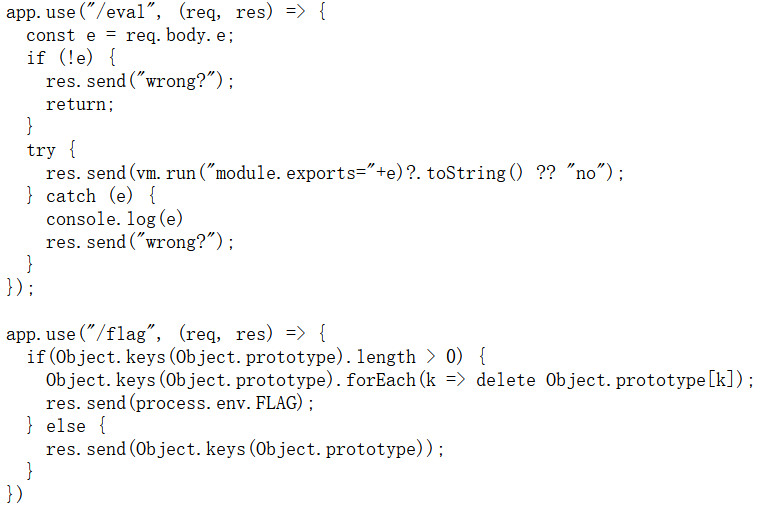 app.use("/eval", (req, res) => {
  const e = req.body.e;
  if (!e) {
    res.send("wrong?");
    return;
  }
  try {
    res.send(vm.run("module.exports="+e)?.toString() ?? "no");
  } catch (e) {
    console.log(e)
    res.send("wrong?");
  }
});

app.use("/flag", (req, res) => {
  if(Object.keys(Object.prototype).length > 0) {
    Object.keys(Object.prototype).forEach(k => delete Object.prototype[k]);
    res.send(process.env.FLAG);
  } else {
    res.send(Object.keys(Object.prototype));
  }
})